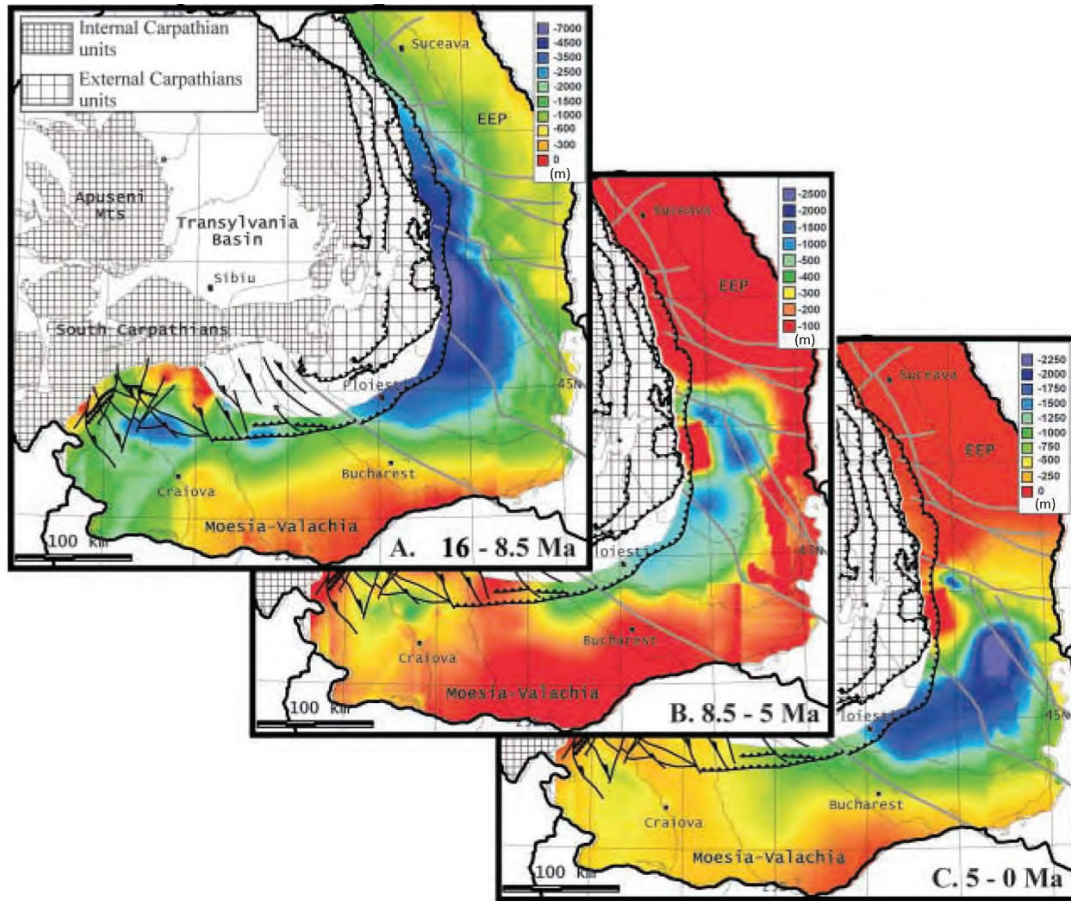 Internal Carpathian
units
External Carpathians
units
Suceava
EEP
-7000
-4500
-3500
-2500
-2000
-1500
-1000
-600
-300
0
(m)
Apuseni
Mts
Transylvania
Basin
Sibiu
South Carpathians
Ploiesti
45N
Craiova
Bucharest
Moesia-Valachia
100 km
A. 16 - 8.5 Ma
Suceava
EEP
-2500
-2000
-1500
-1000
-500
-400
-300
-200
-100
(m)
loiesti
45N
Craiova
Bucharest
Moesia-Valachia
100 km
B. 8.5 - 5 Ma
Suceava
EEP
-2250
-2000
-1750
-1500
-1250
-1000
-750
-500
-250
0
(m)
loiesti
45N
Craiova
Bucharest
Moesia-Valachia
100 km
C. 5 - 0 Ma